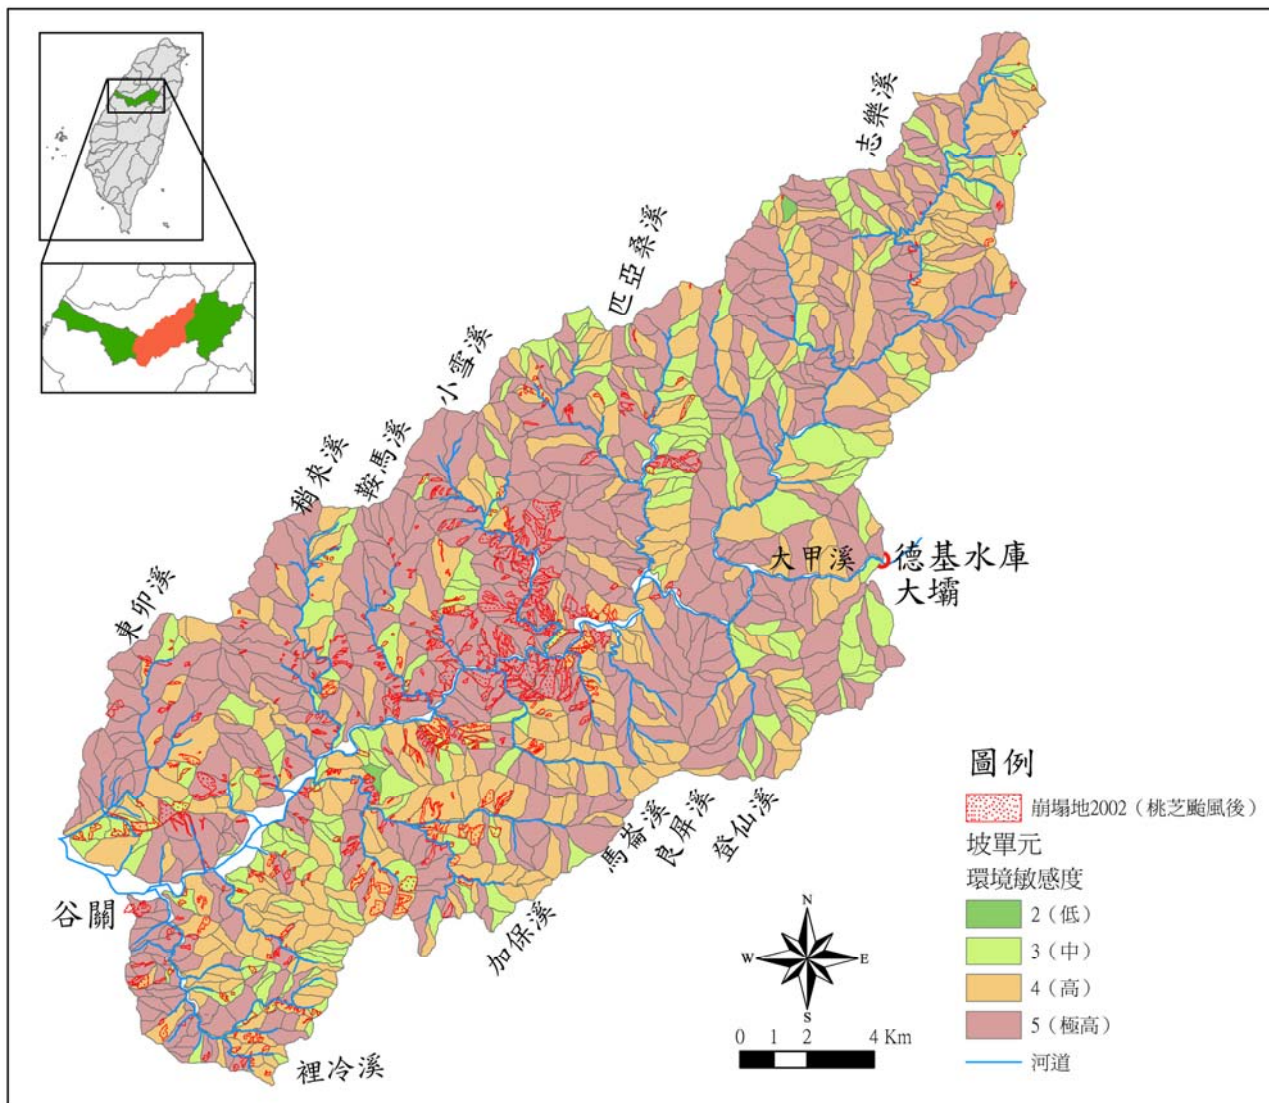 志樂溪
匹亞桑溪
小雪溪
鞍馬溪
稍來溪
東卯溪
大甲溪
德基水庫
大壩
谷關
馬崙溪
良屏溪
登仙溪
加保溪
裡冷溪
圖例
崩塌地2002（桃芝颱風後）
坡單元
環境敏感度
2（低）
3（中）
4（高）
5（極高）
河道
N
W
E
S
0 1 2 4 Km